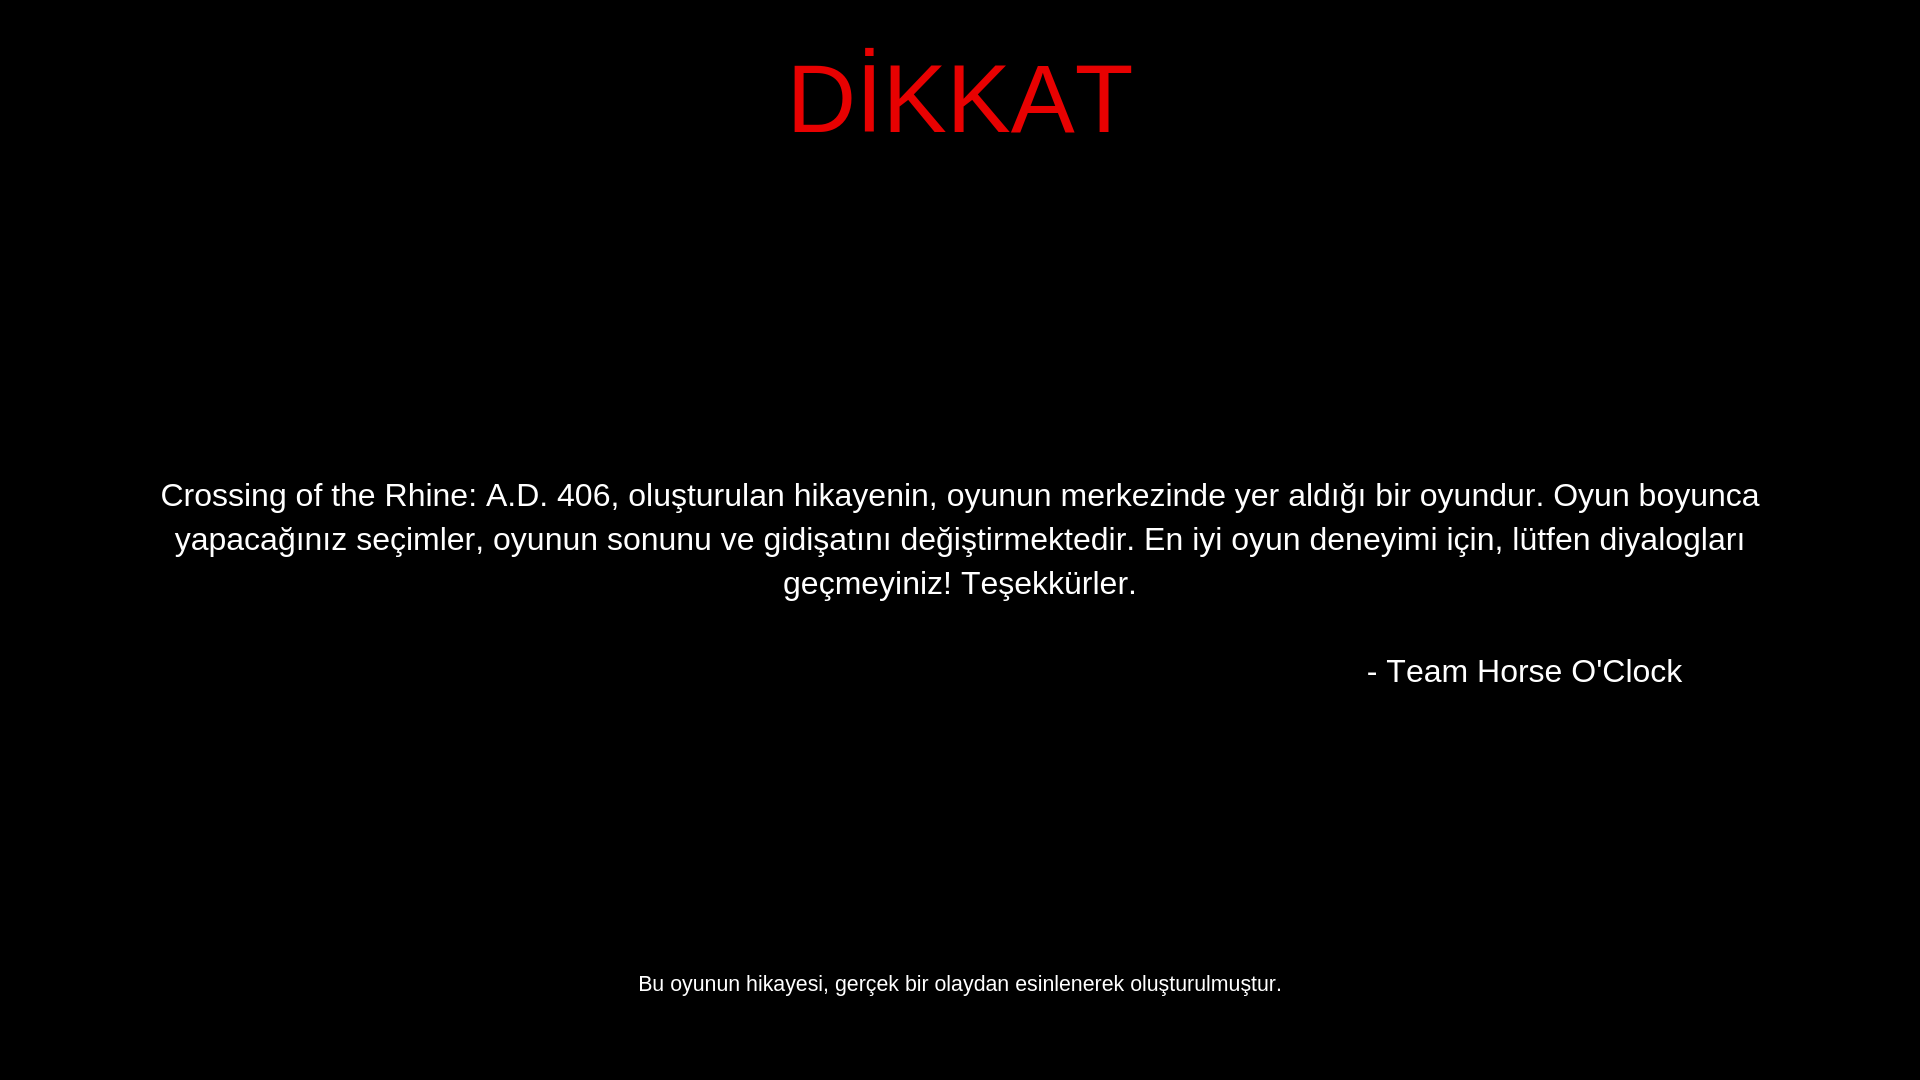 DİKKAT
Crossing of the Rhine: A.D. 406, oluşturulan hikayenin, oyunun merkezinde yer aldığı bir oyundur. Oyun boyunca
yapacağınız seçimler, oyunun sonunu ve gidişatını değiştirmektedir. En iyi oyun deneyimi için, lütfen diyalogları
geçmeyiniz! Teşekkürler.
- Team Horse O'Clock
Bu oyunun hikayesi, gerçek bir olaydan esinlenerek oluşturulmuştur.